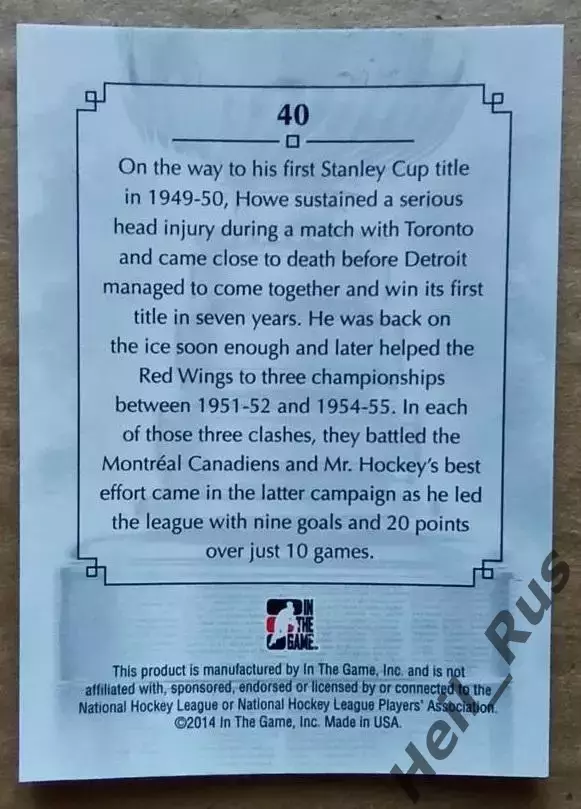 40
On the way to his first Stanley Cup title
in 1949-50, Howe sustained a serious
head injury during a match with Toronto
and came close to death before Detroit
managed to come together and win its first
title in seven years. He was back on
the ice soon enough and later helped the
Red Wings to three championships
between 1951-52 and 1954-55. In each
of those three clashes, they battled the
Montréal Canadiens and Mr. Hockey's best
effort came in the latter campaign as he led
the league with nine goals and 20 points
over just 10 games.
IN
THE
GAME
This product is manufactured by In The Game, Inc. and is not
affiliated with, sponsored, endorsed or licensed by or connected to the
National Hockey League or National Hockey League Players' Association.
©2014 In The Game, Inc. Made in USA.
Heil_Rus